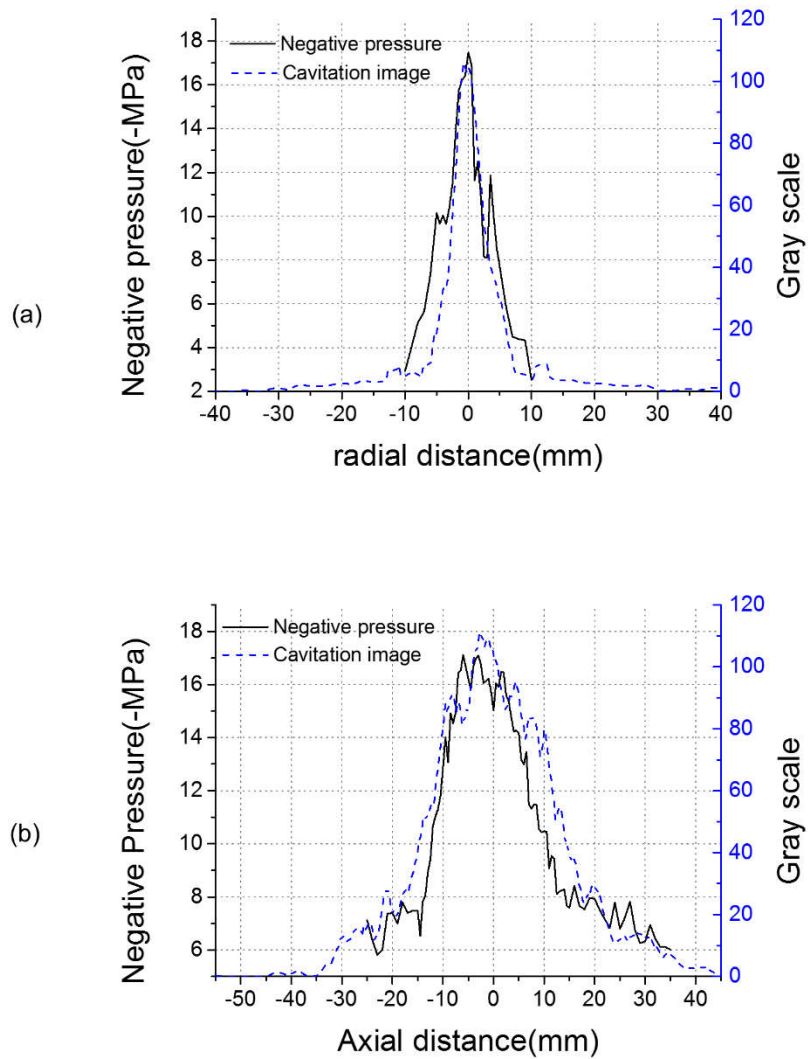 (a)
Negative pressure(-MPa)
18
16
14
12
10
8
6
4
2
Negative pressure
Cavitation image
120
100
80
60
40
20
0
Gray scale
-40 -30 -20 -10 0 10 20 30 40
radial distance(mm)
(b)
Negative Pressure(-MPa)
18
16
14
12
10
8
6
Negative pressure
Cavitation image
120
100
80
60
40
20
0
Gray scale
-50 -40 -30 -20 -10 0 10 20 30 40
Axial distance(mm)